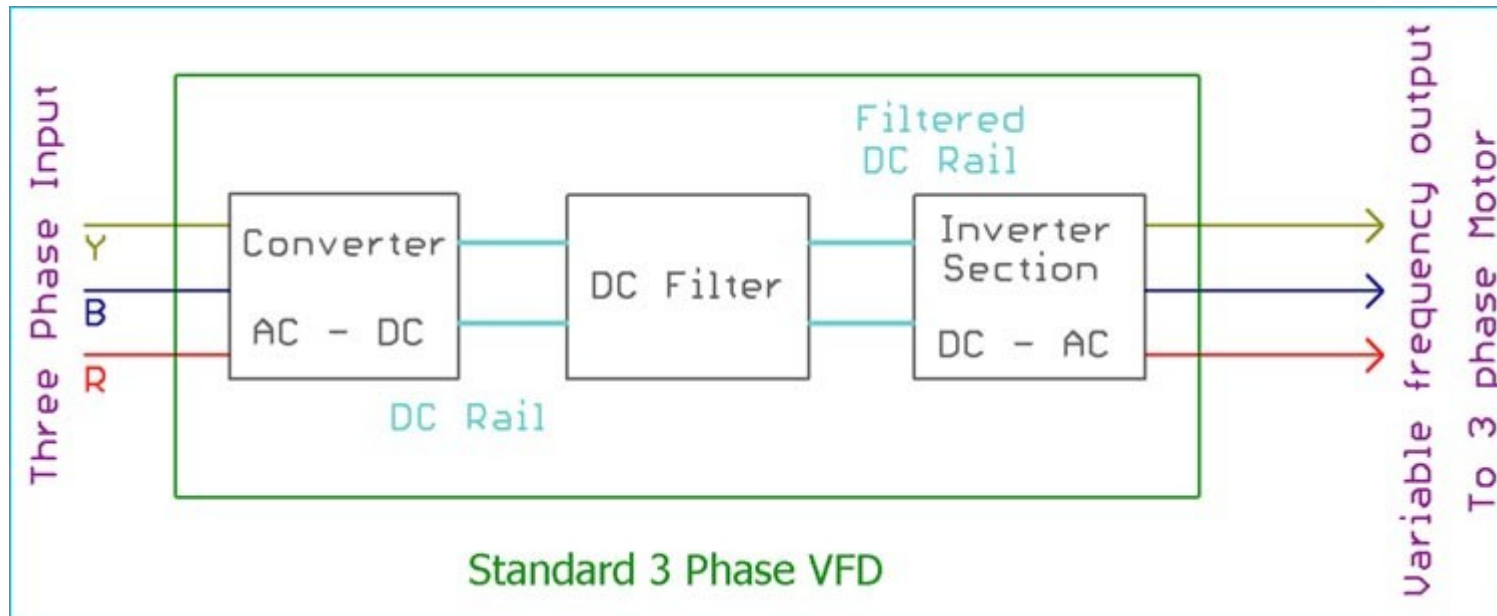 Three Phase Input
Y
B
R
Converter
AC - DC
DC Rail
DC Filter
Filtered
DC Rail
Inverter
Section
DC - AC
Variable frequency output
To 3 phase Motor
Standard 3 Phase VFD